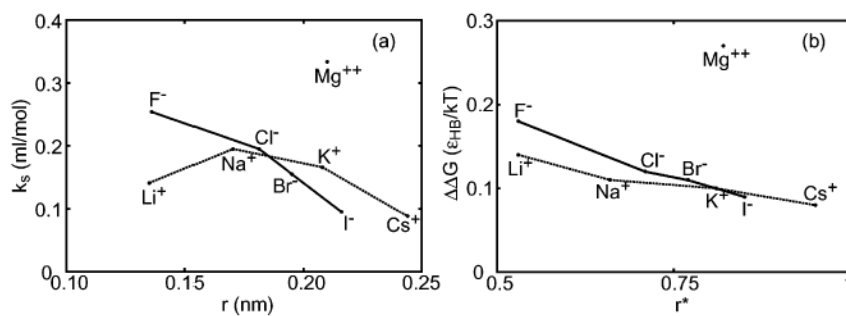 (a)
0.4
0.3
0.2
0.1
0
k_s (ml/mol)
F⁻
Cl⁻
Br⁻
I⁻
Li⁺
Na⁺
K⁺
Cs⁺
Mg⁺⁺
0.10
0.15
0.20
0.25
r (nm)
(b)
0.3
0.2
0.1
0
ΔΔG (ε_HB/kT)
F⁻
Cl⁻
Br⁻
I⁻
Li⁺
Na⁺
K⁺
Cs⁺
Mg⁺⁺
0.5
0.75
1
r*